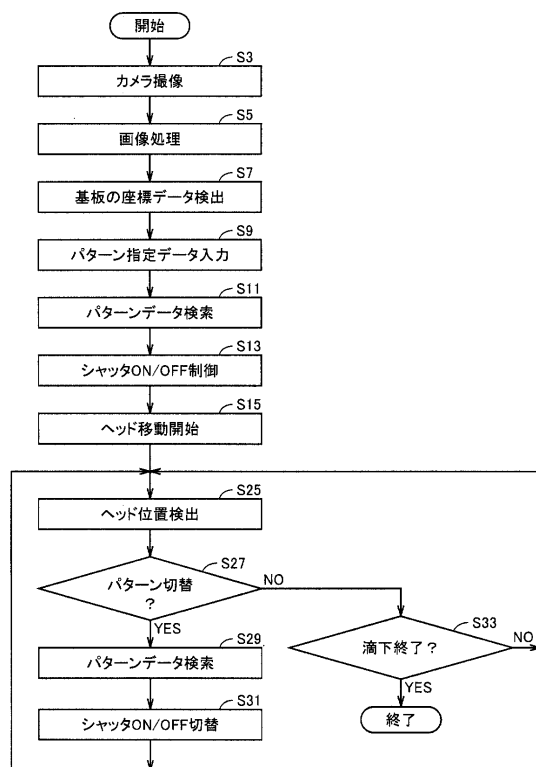 開始
S3
カメラ撮像
S5
画像処理
S7
基板の座標データ検出
S9
パターン指定データ入力
S11
パターンデータ検索
S13
シャッタON/OFF制御
S15
ヘッド移動開始
S25
ヘッド位置検出
S27
パターン切替
?
NO
YES
S33
滴下終了?
NO
YES
終了
S29
パターンデータ検索
S31
シャッタON/OFF切替